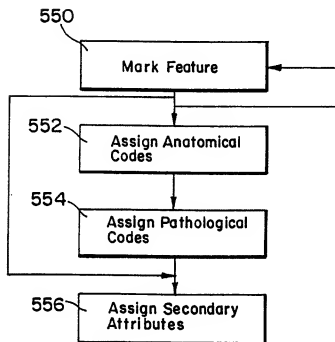 550
Mark Feature
552
Assign Anatomical
Codes
554
Assign Pathological
Codes
556
Assign Secondary
Attributes